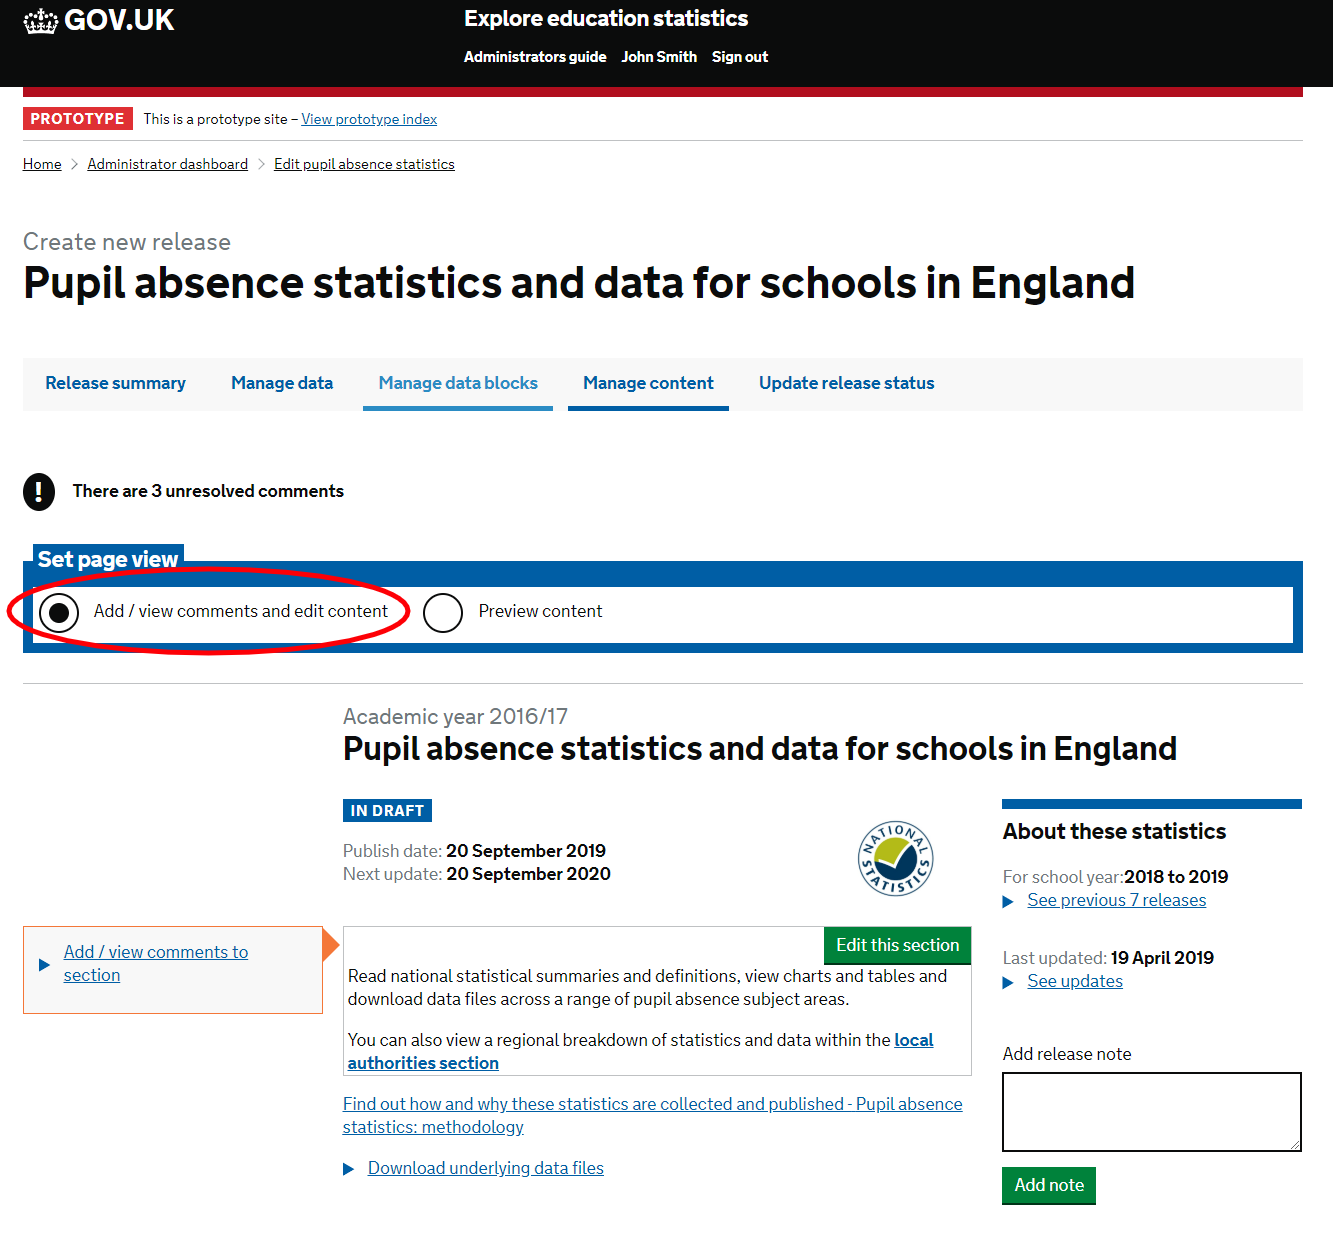 GOV.UK
Explore education statistics
Administrators guide John Smith Sign out
PROTOTYPE This is a prototype site – View prototype index
Home Administrator dashboard Edit pupil absence statistics
Create new release
Pupil absence statistics and data for schools in England
Release summary Manage data Manage data blocks Manage content Update release status
! There are 3 unresolved comments
Set page view
Add / view comments and edit content Preview content
Academic year 2016/17
Pupil absence statistics and data for schools in England
IN DRAFT
Publish date: 20 September 2019
Next update: 20 September 2020
NATIONAL STATISTICS
About these statistics
For school year:2018 to 2019
See previous 7 releases
Last updated: 19 April 2019
See updates
Add release note
Add note
Add / view comments to
section
Edit this section
Read national statistical summaries and definitions, view charts and tables and
download data files across a range of pupil absence subject areas.
You can also view a regional breakdown of statistics and data within the local
authorities section
Find out how and why these statistics are collected and published - Pupil absence
statistics: methodology
Download underlying data files